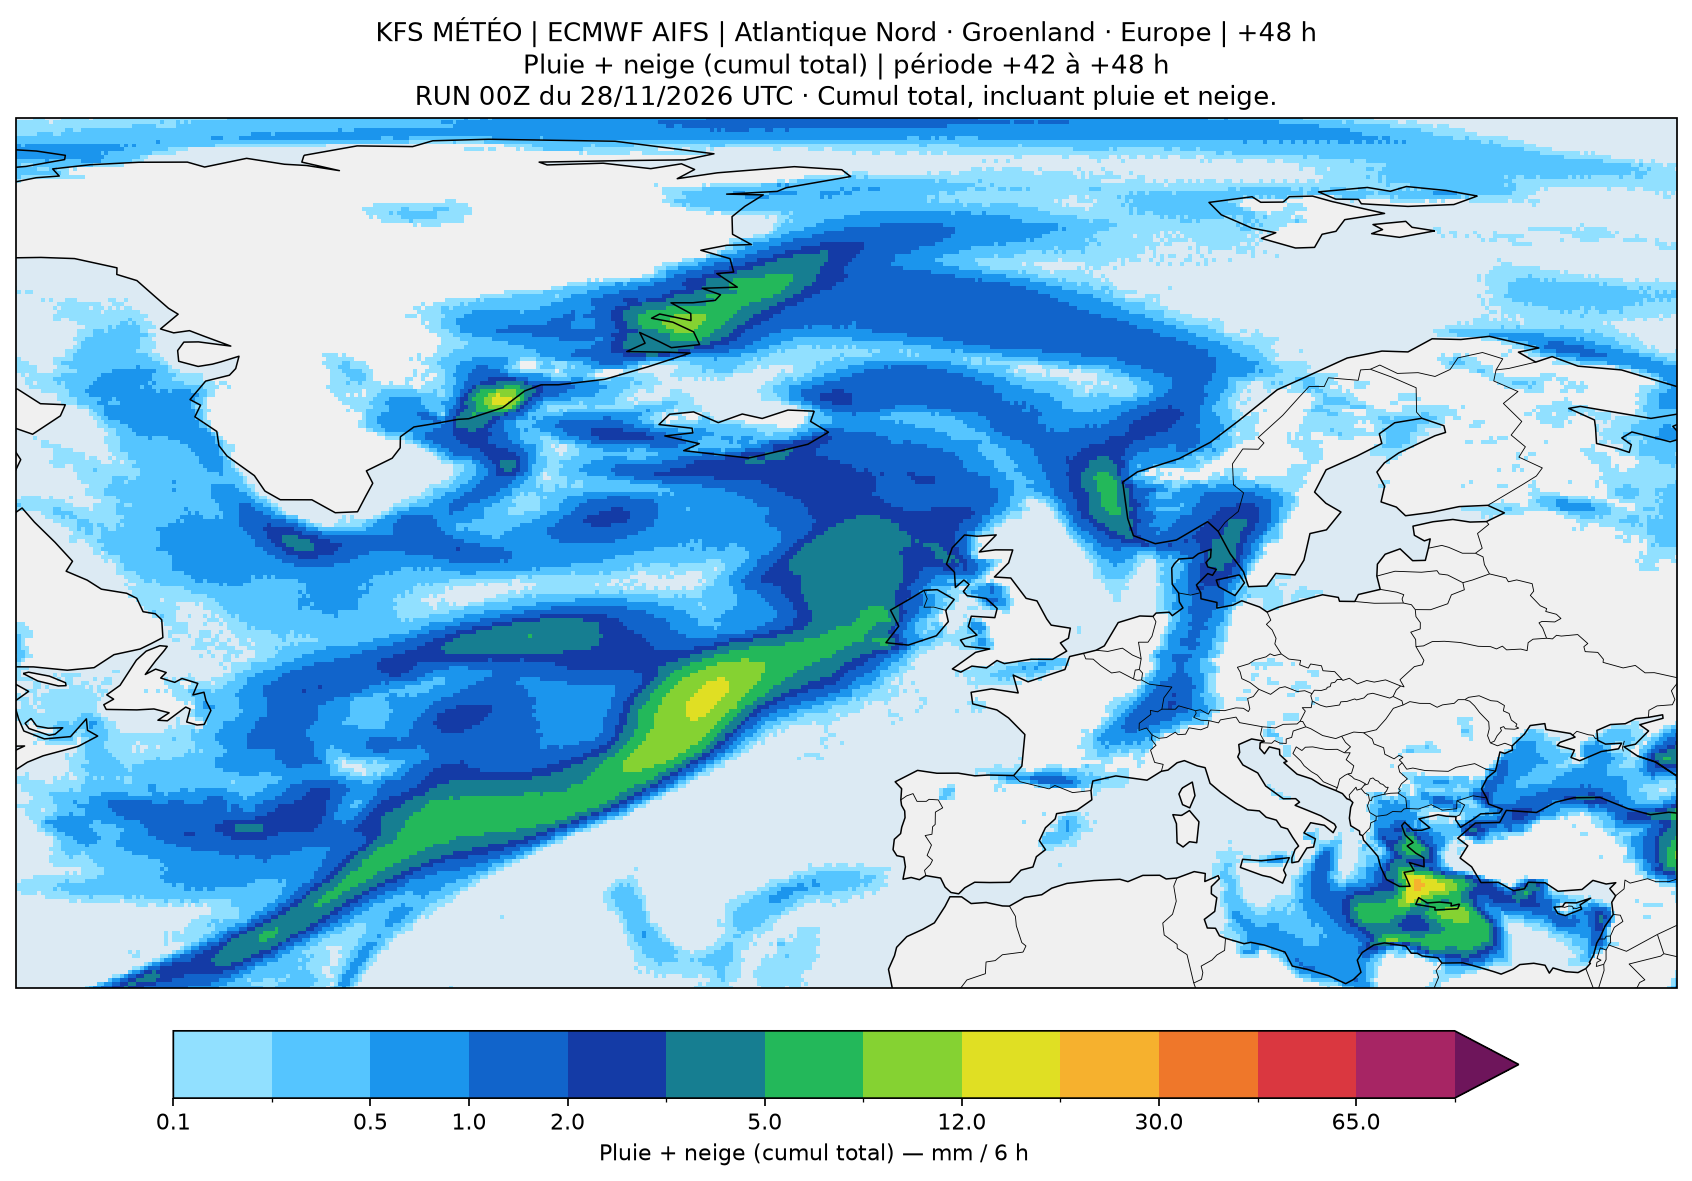 KFS MÉTÉO | ECMWF AIFS | Atlantique Nord · Groenland · Europe | +48 h
Pluie + neige (cumul total) | période +42 à +48 h
RUN 00Z du 28/11/2026 UTC · Cumul total, incluant pluie et neige.
0.1 0.5 1.0 2.0 5.0 12.0 30.0 65.0
Pluie + neige (cumul total) — mm / 6 h